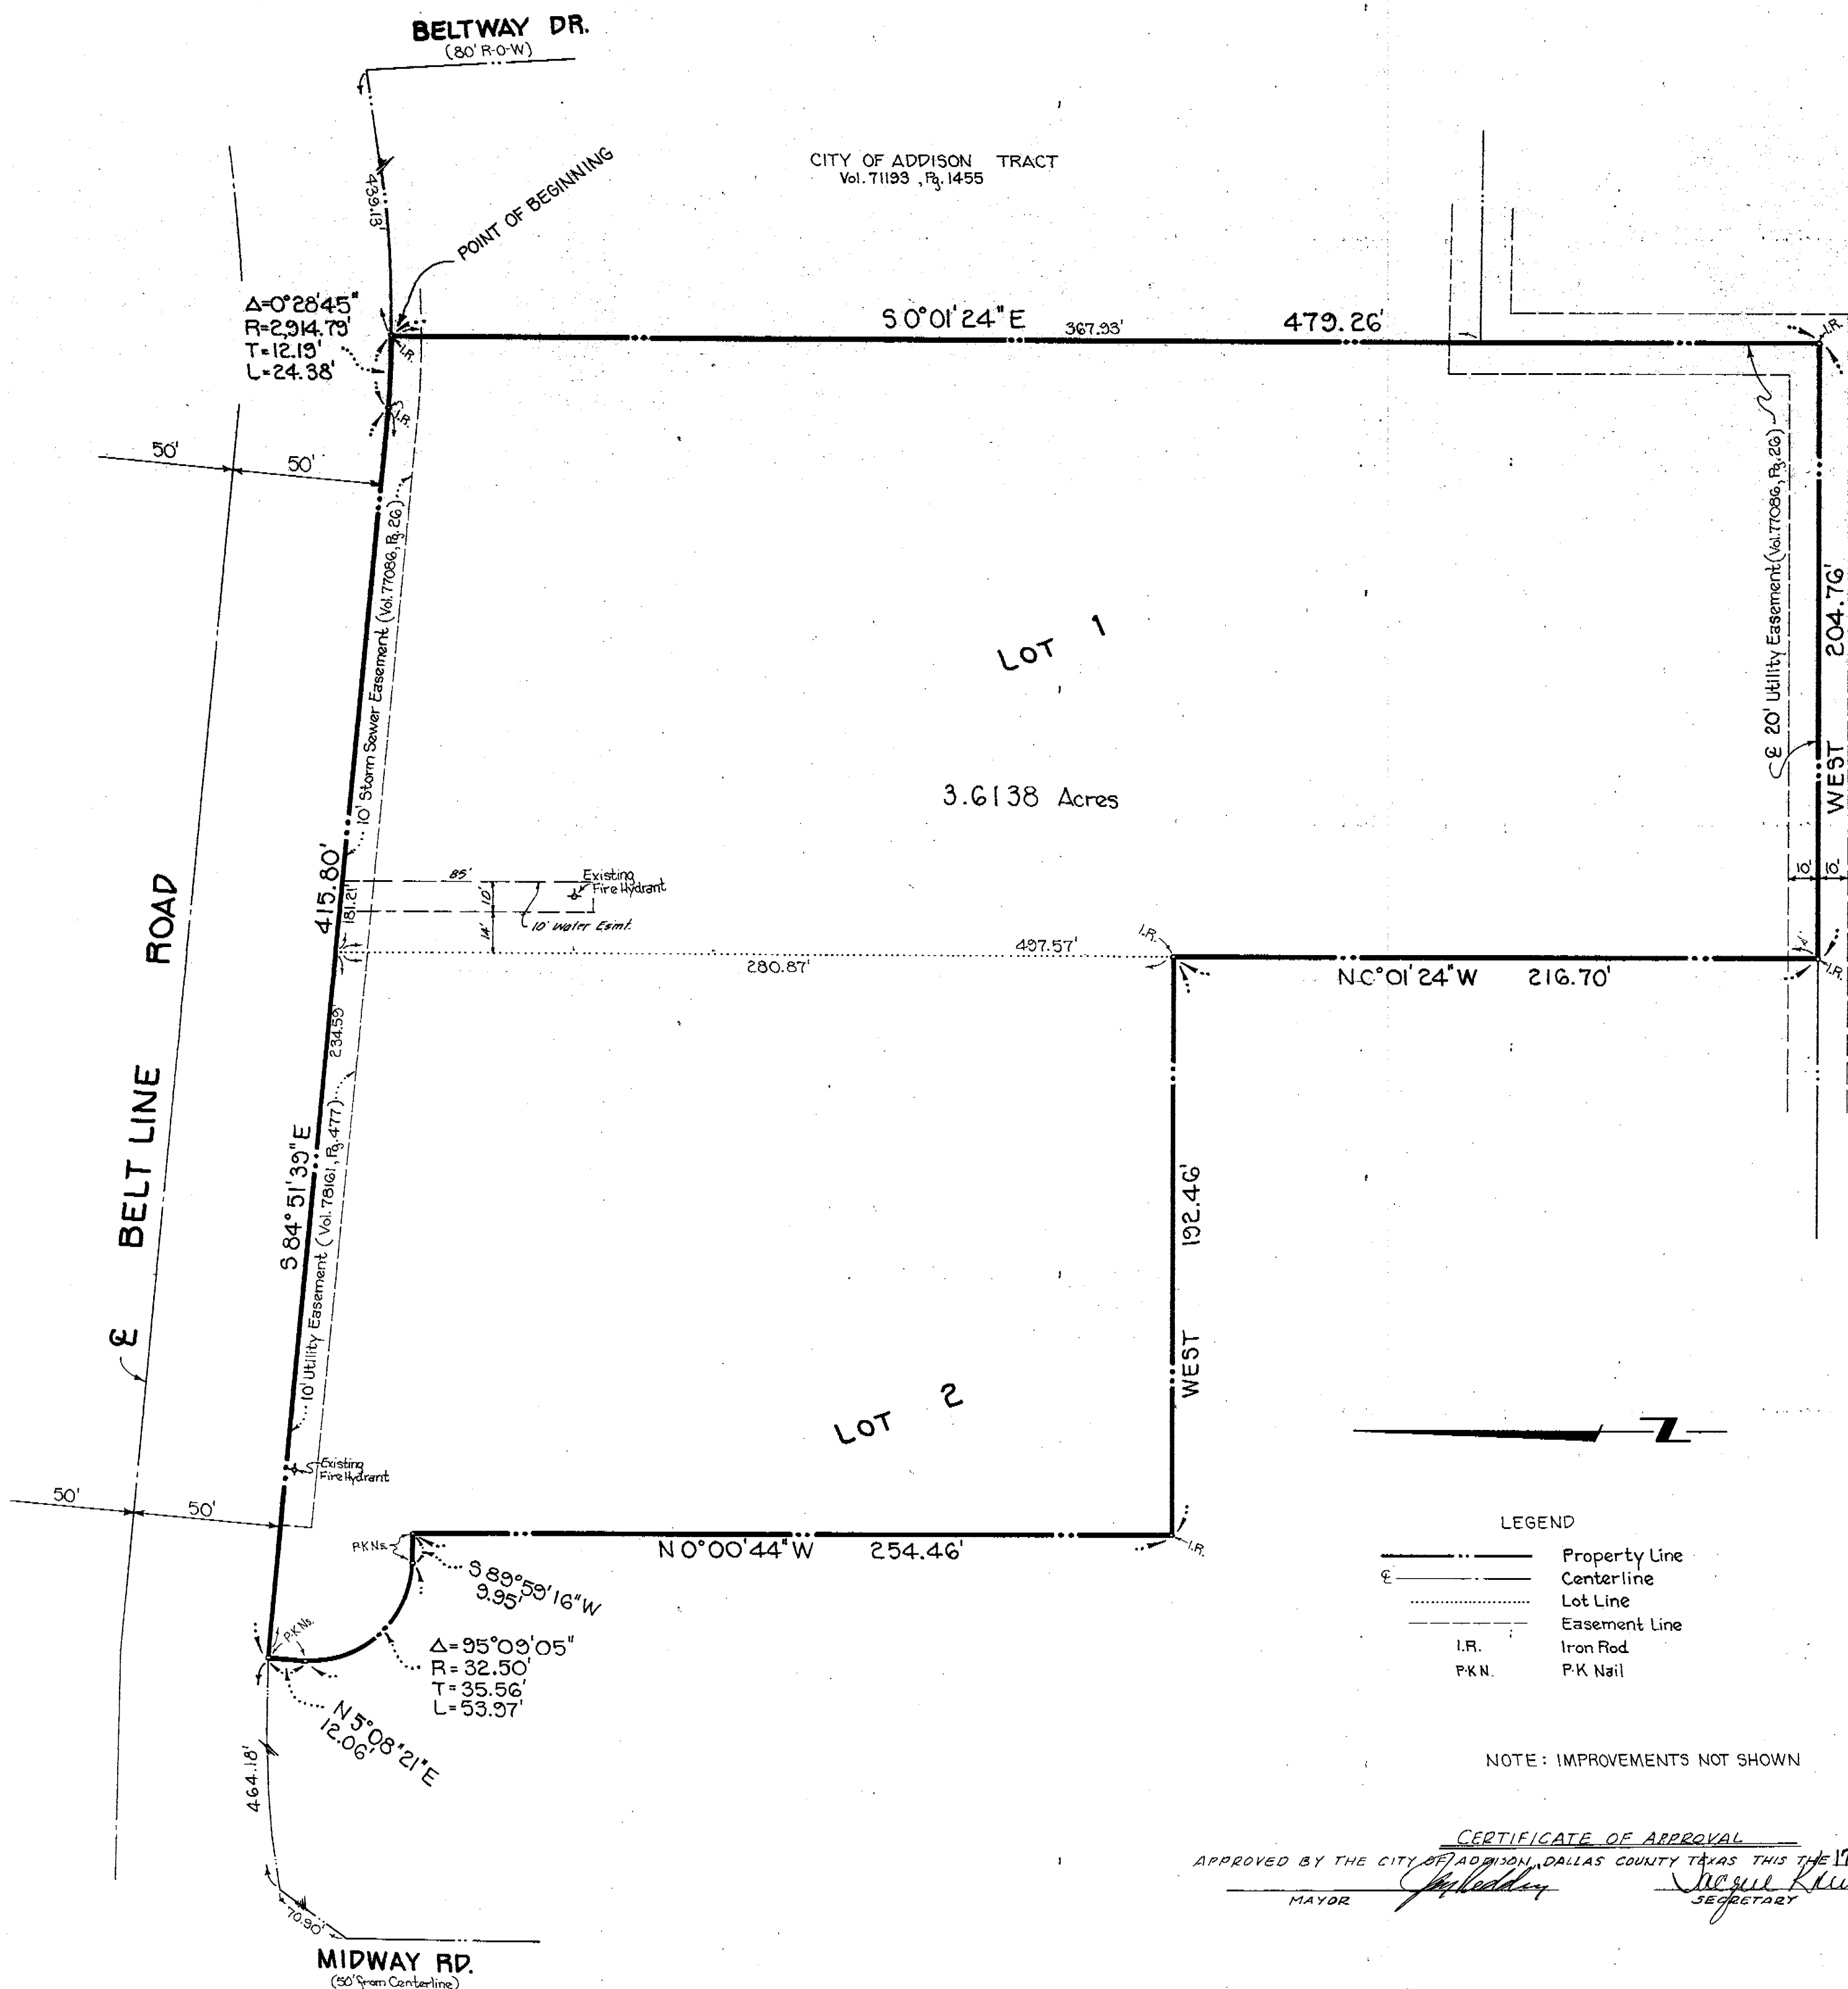 BELTWAY DR.
(80' R-O-W)
439.13'
POINT OF BEGINNING
CITY OF ADDISON TRACT
Vol. 71193, Pg. 1455
Δ=0°28'45"
R=2,914.79'
T=12.19'
L=24.38'
I.R.
I.R.
S 0°01'24" E 367.93' 479.26'
I.R.
50' 50'
10' Storm Sewer Easement (Vol. 77086, Pg. 26)
℄ 20' Utility Easement (Vol. 77086, Pg. 26)
WEST 204.76'
LOT 1
3.6138 Acres
415.80'
181.21'
85'
10'
14'
Existing
Fire Hydrant
10' Water Esmt.
10' 10'
℄ BELT LINE ROAD
497.57'
280.87'
I.R.
N 0°01'24" W 216.70'
I.R.
234.59'
S 84°51'39" E
10' Utility Easement (Vol. 78161, Pg. 477)
WEST 192.46'
LOT 2
Existing
Fire Hydrant
50' 50'
P.K.Ns.
N 0°00'44" W 254.46'
I.R.
S 89°59'16" W
9.95'
P.K.Ns.
Δ=95°09'05"
R=32.50'
T=35.56'
L=53.97'
N 5°08'21" E
12.06'
464.18'
70.90'
MIDWAY RD.
(50' from Centerline)
Z
LEGEND
Property Line
℄ Centerline
Lot Line
Easement Line
I.R. Iron Rod
P.K.N. P.K Nail
NOTE: IMPROVEMENTS NOT SHOWN
CERTIFICATE OF APPROVAL
APPROVED BY THE CITY OF ADDISON, DALLAS COUNTY TEXAS THIS THE 17
MAYOR
Jacque
SECRETARY